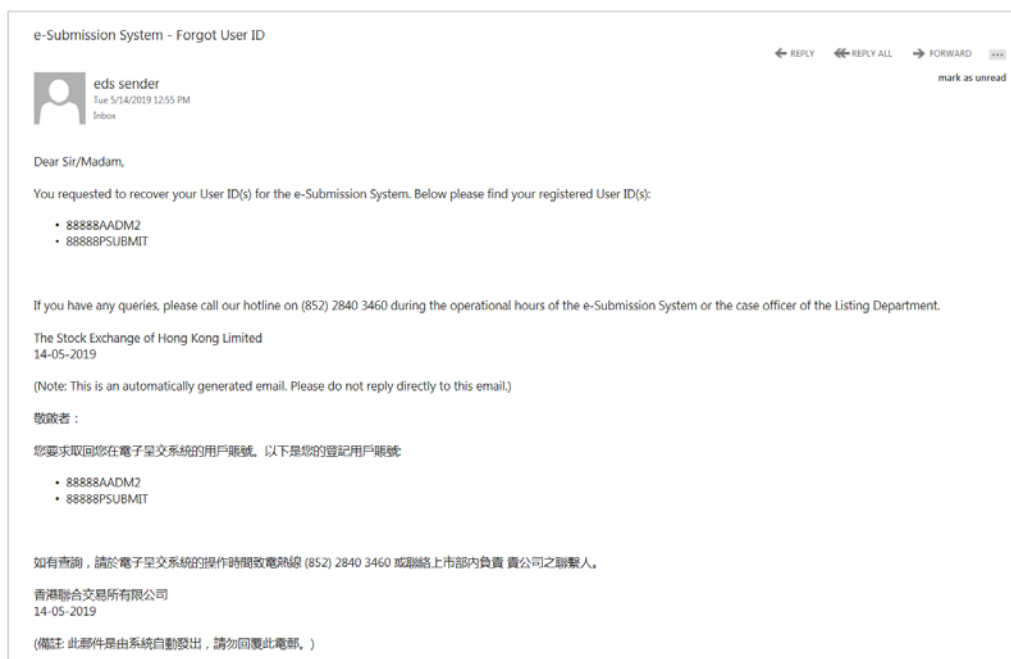 e-Submission System - Forgot User ID
REPLY REPLY ALL FORWARD ...
eds sender
mark as unread
Tue 5/14/2019 12:55 PM
Inbox
Dear Sir/Madam,
You requested to recover your User ID(s) for the e-Submission System. Below please find your registered User ID(s):
• 88888AADM2
• 88888PSUBMIT
If you have any queries, please call our hotline on (852) 2840 3460 during the operational hours of the e-Submission System or the case officer of the Listing Department.
The Stock Exchange of Hong Kong Limited
14-05-2019
(Note: This is an automatically generated email. Please do not reply directly to this email.)
敬啟者：
您要求取回您在電子呈交系統的用戶賬號。以下是您的登記用戶賬號:
• 88888AADM2
• 88888PSUBMIT
如有查詢，請於電子呈交系統的操作時間致電熱線 (852) 2840 3460 或聯絡上市部內負責 貴公司之聯繫人。
香港聯合交易所有限公司
14-05-2019
(備註: 此郵件是由系統自動發出，請勿回覆此電郵。)